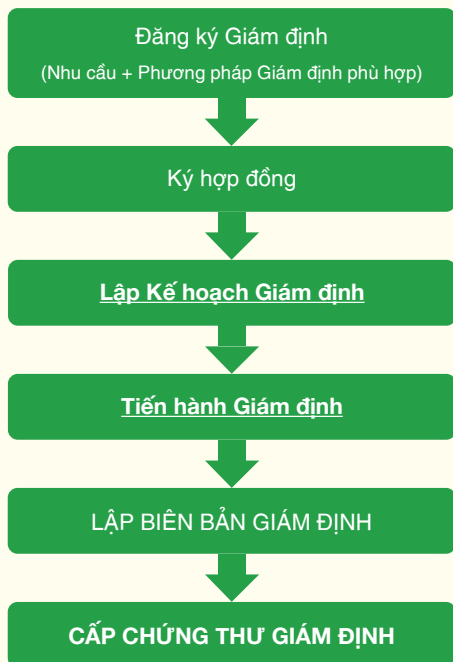 Đăng ký Giám định
(Nhu cầu + Phương pháp Giám định phù hợp)
Ký hợp đồng
Lập Kế hoạch Giám định
Tiến hành Giám định
LẬP BIÊN BẢN GIÁM ĐỊNH
CẤP CHỨNG THƯ GIÁM ĐỊNH